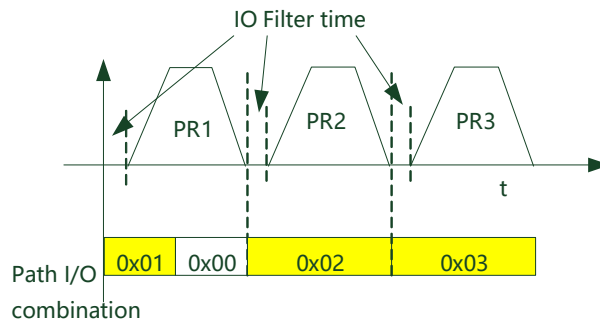 IO Filter time
PR1
PR2
PR3
t
0x01
0x00
0x02
0x03
Path I/O
combination